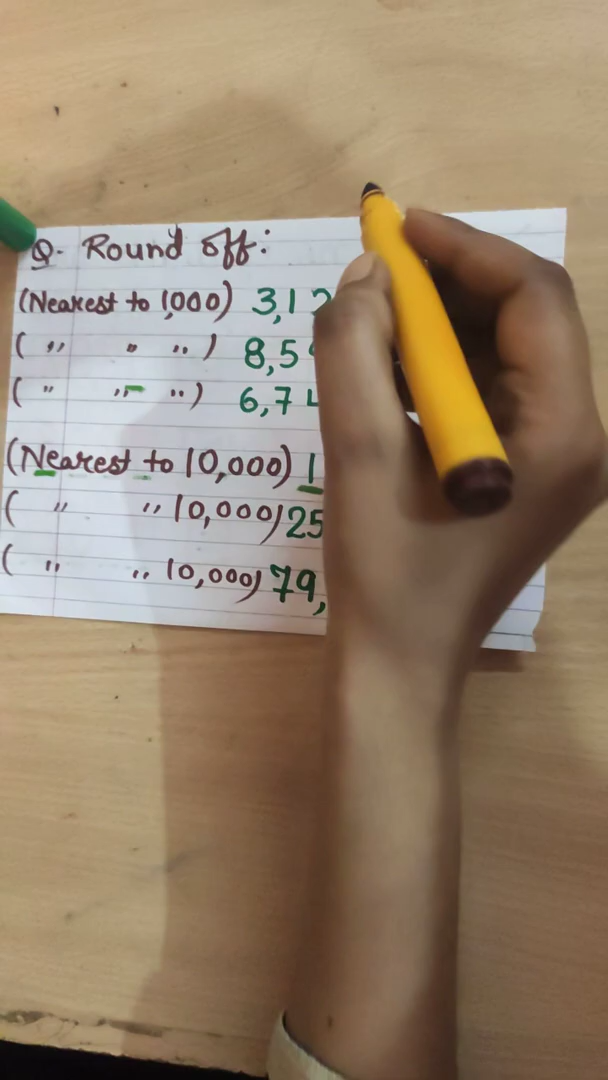 Q. Round off:
(Nearest to 1,000) 3,12
( " " " ) 8,5
( " " " ) 6,7
(Nearest to 10,000) 1
( " " 10,000) 25
( " " 10,000) 79,